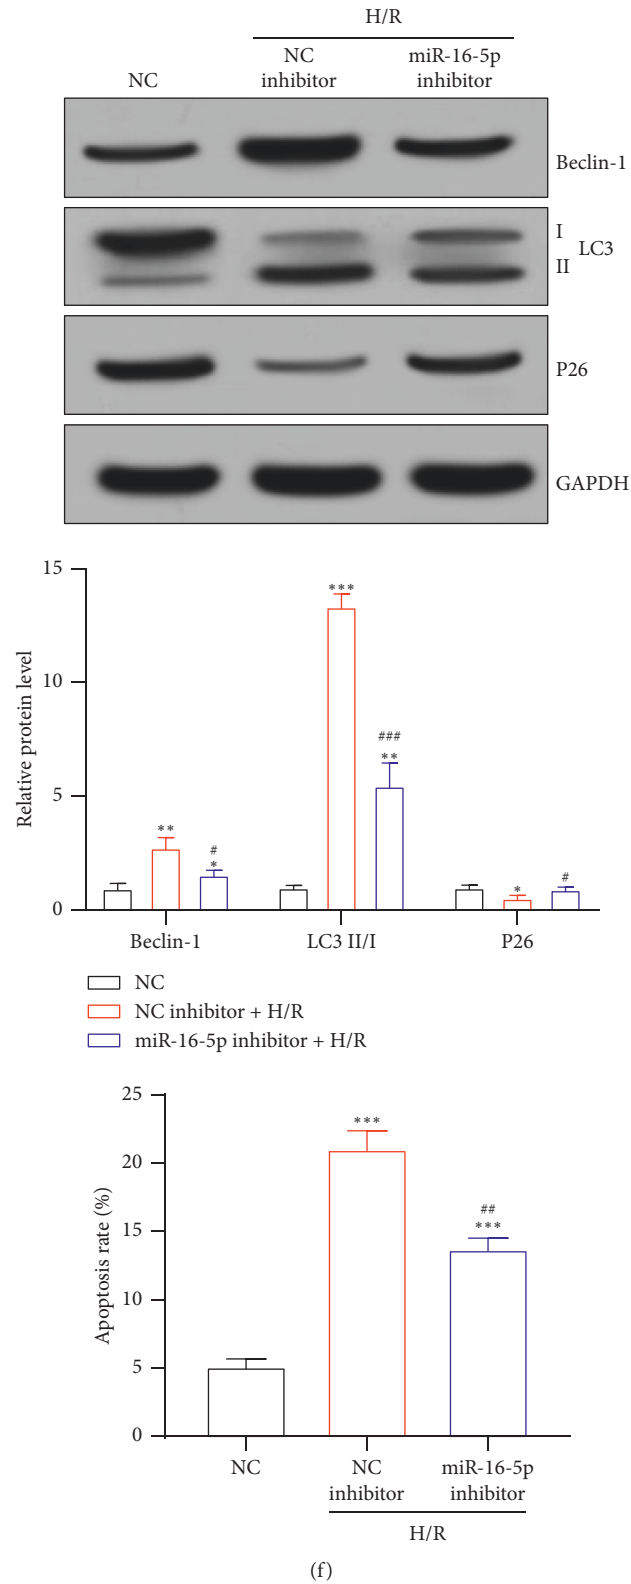 H/R
NC
NC
inhibitor
miR-16-5p
inhibitor
Beclin-1
I
LC3
II
P26
GAPDH
15
10
5
0
Relative protein level
**
#
*
***
###
**
*
#
Beclin-1
LC3 II/I
P26
NC
NC inhibitor + H/R
miR-16-5p inhibitor + H/R
25
20
15
10
5
0
Apoptosis rate (%)
***
##
***
NC
NC
inhibitor
miR-16-5p
inhibitor
H/R
(f)